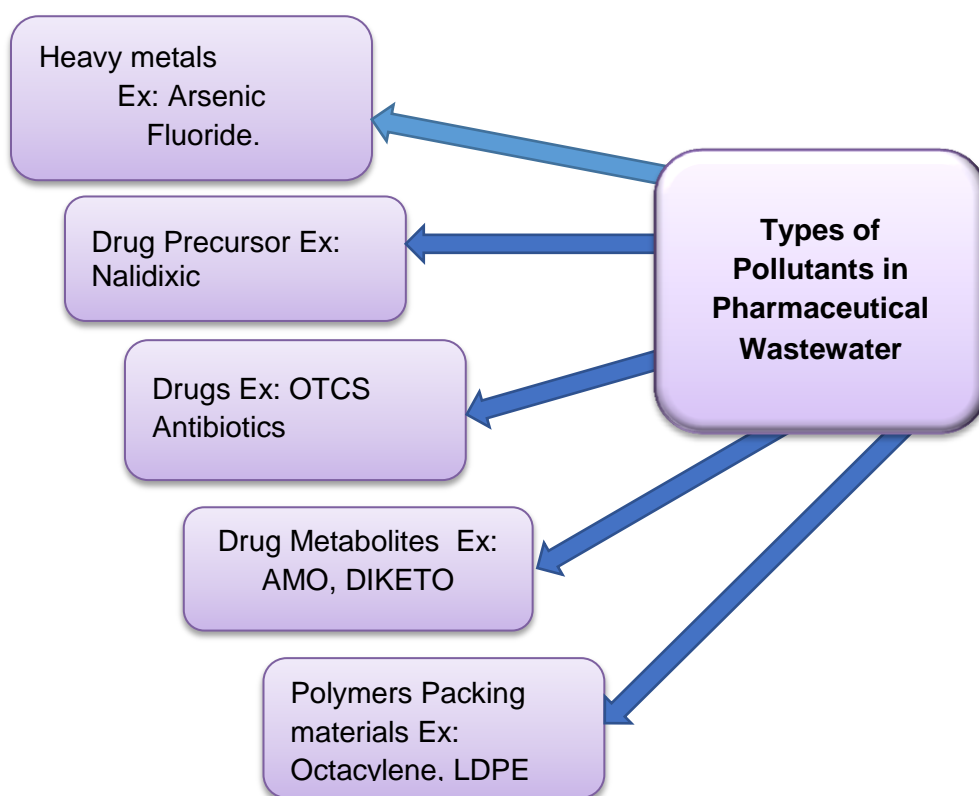 Heavy metals
Ex: Arsenic
Fluoride.
Types of
Pollutants in
Pharmaceutical
Wastewater
Drug Precursor Ex:
Nalidixic
Drugs Ex: OTCS
Antibiotics
Drug Metabolites Ex:
AMO, DIKETO
Polymers Packing
materials Ex:
Octacylene, LDPE